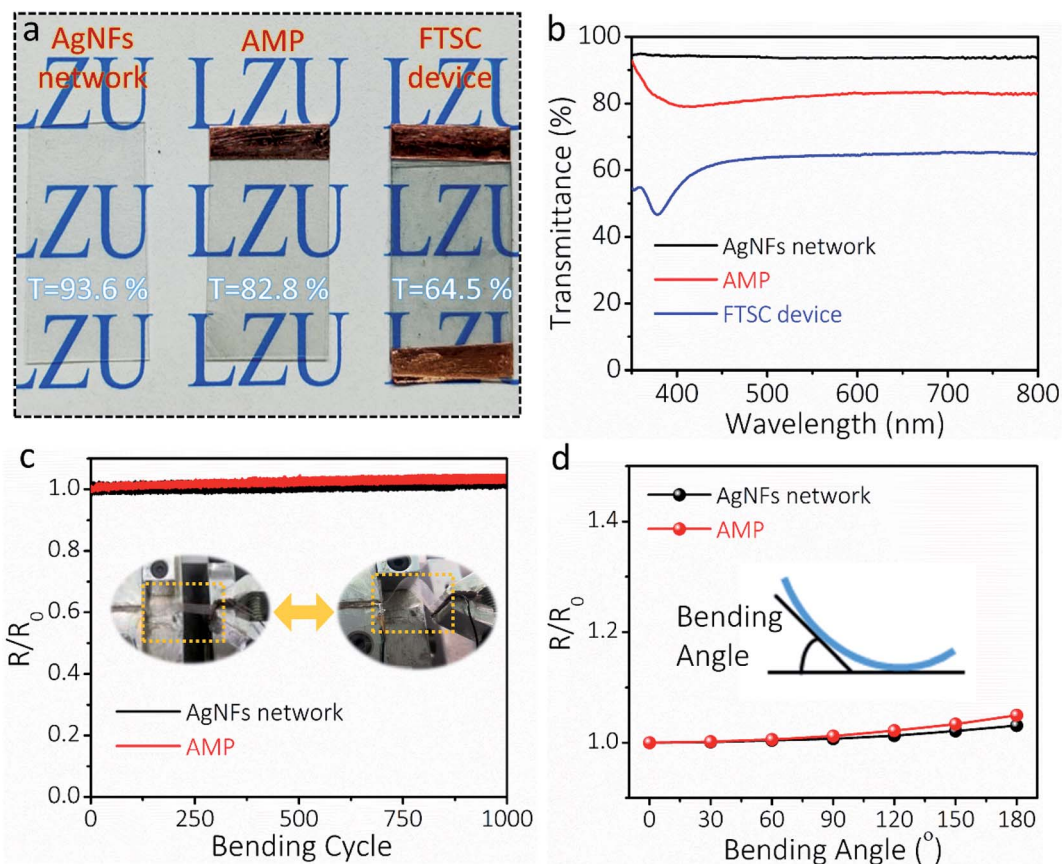 a
AgNFs
network
AMP
FTSC
device
LZU LZU LZU
LZU LZU LZU
T=93.6 % T=82.8 % T=64.5 %
LZU LZU LZU
b
Transmittance (%)
100
80
60
40
20
0
AgNFs network
AMP
FTSC device
400 500 600 700 800
Wavelength (nm)
c
R/R0
1.0
0.8
0.6
0.4
0.2
0.0
AgNFs network
AMP
0 250 500 750 1000
Bending Cycle
d
R/R0
1.4
1.2
1.0
AgNFs network
AMP
Bending
Angle
0 30 60 90 120 150 180
Bending Angle (°)